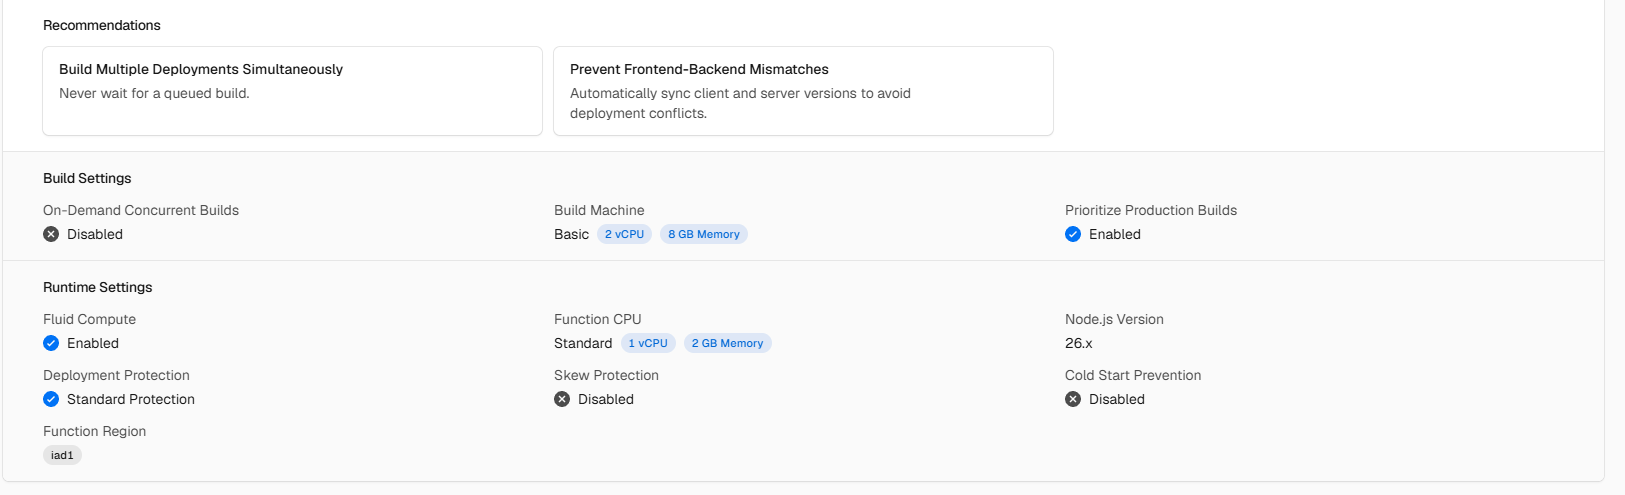 Recommendations
Build Multiple Deployments Simultaneously
Never wait for a queued build.
Prevent Frontend-Backend Mismatches
Automatically sync client and server versions to avoid
deployment conflicts.
Build Settings
On-Demand Concurrent Builds
Disabled
Build Machine
Basic 2 vCPU 8 GB Memory
Prioritize Production Builds
Enabled
Runtime Settings
Fluid Compute
Enabled
Function CPU
Standard 1 vCPU 2 GB Memory
Node.js Version
26.x
Deployment Protection
Standard Protection
Skew Protection
Disabled
Cold Start Prevention
Disabled
Function Region
iad1